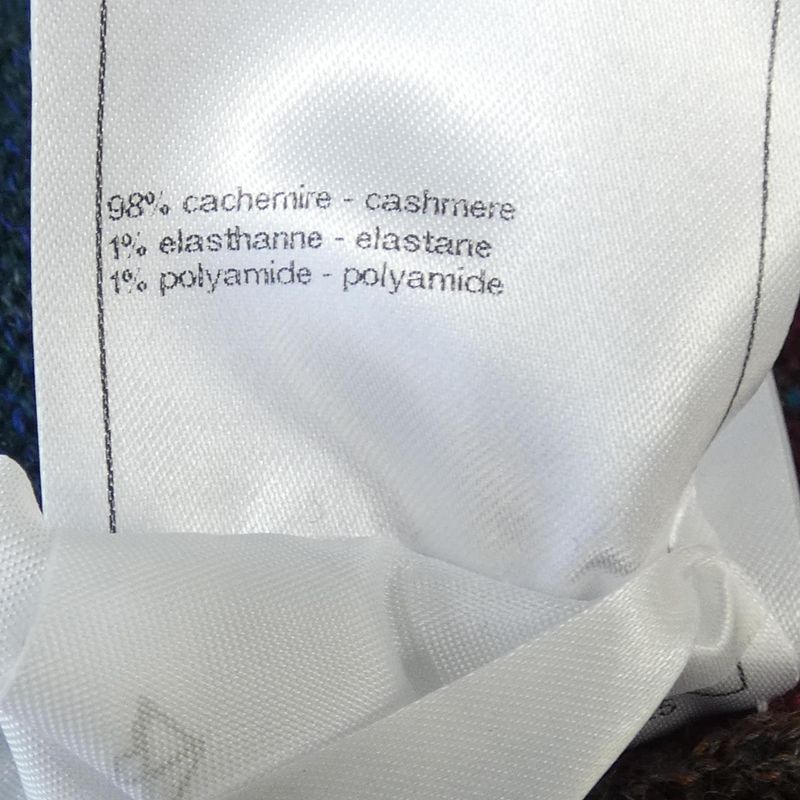 98% cachemire - cashmere
1% elasthanne - elastane
1% polyamide - polyamide